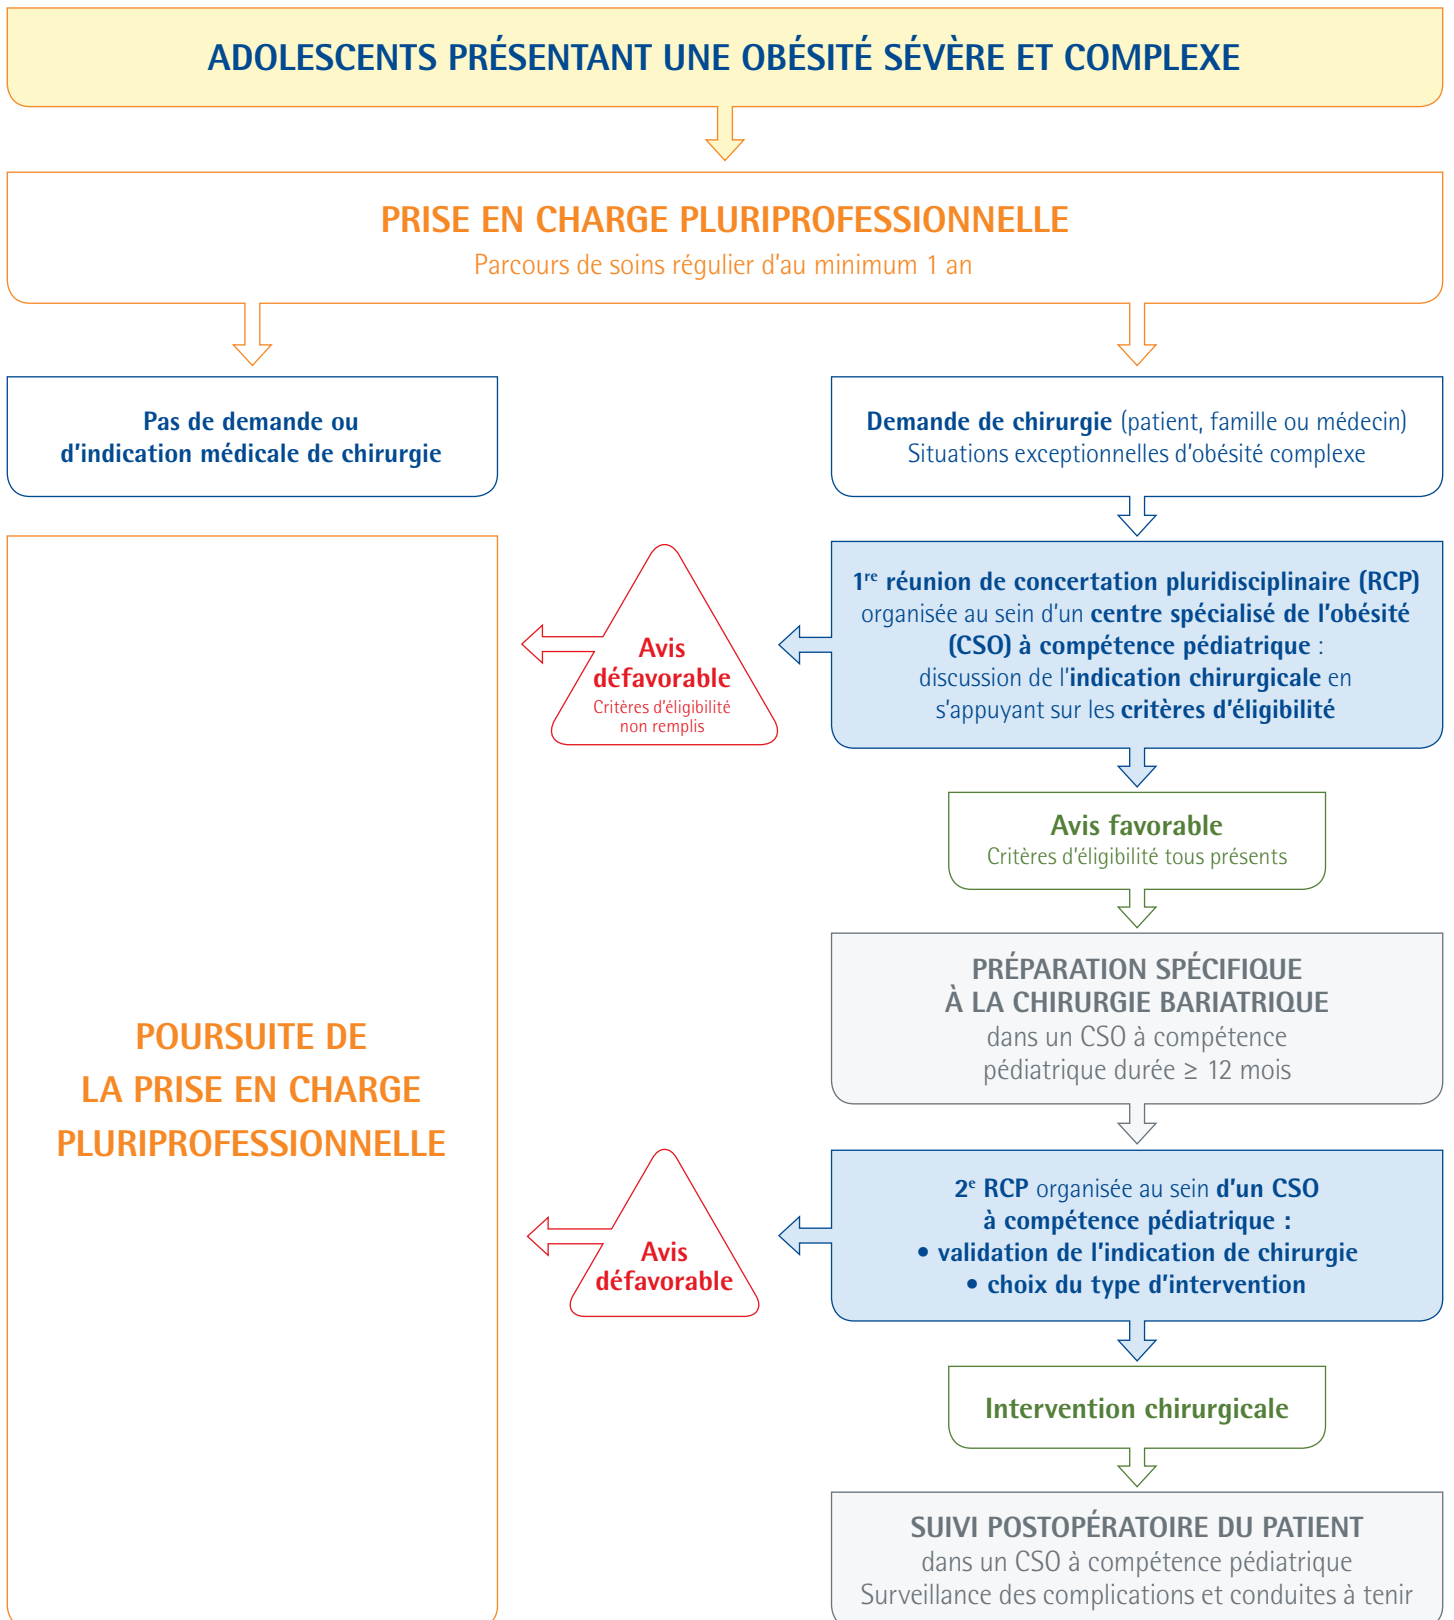 ADOLESCENTS PRÉSENTANT UNE OBÉSITÉ SÉVÈRE ET COMPLEXE
PRISE EN CHARGE PLURIPROFESSIONNELLE
Parcours de soins régulier d'au minimum 1 an
Pas de demande ou
d'indication médicale de chirurgie
Demande de chirurgie (patient, famille ou médecin)
Situations exceptionnelles d'obésité complexe
1re réunion de concertation pluridisciplinaire (RCP)
organisée au sein d'un centre spécialisé de l'obésité
(CSO) à compétence pédiatrique :
discussion de l'indication chirurgicale en
s'appuyant sur les critères d'éligibilité
Avis
défavorable
Critères d'éligibilité
non remplis
Avis favorable
Critères d'éligibilité tous présents
PRÉPARATION SPÉCIFIQUE
À LA CHIRURGIE BARIATRIQUE
dans un CSO à compétence
pédiatrique durée ≥ 12 mois
POURSUITE DE
LA PRISE EN CHARGE
PLURIPROFESSIONNELLE
2e RCP organisée au sein d'un CSO
à compétence pédiatrique :
• validation de l'indication de chirurgie
• choix du type d'intervention
Avis
défavorable
Intervention chirurgicale
SUIVI POSTOPÉRATOIRE DU PATIENT
dans un CSO à compétence pédiatrique
Surveillance des complications et conduites à tenir